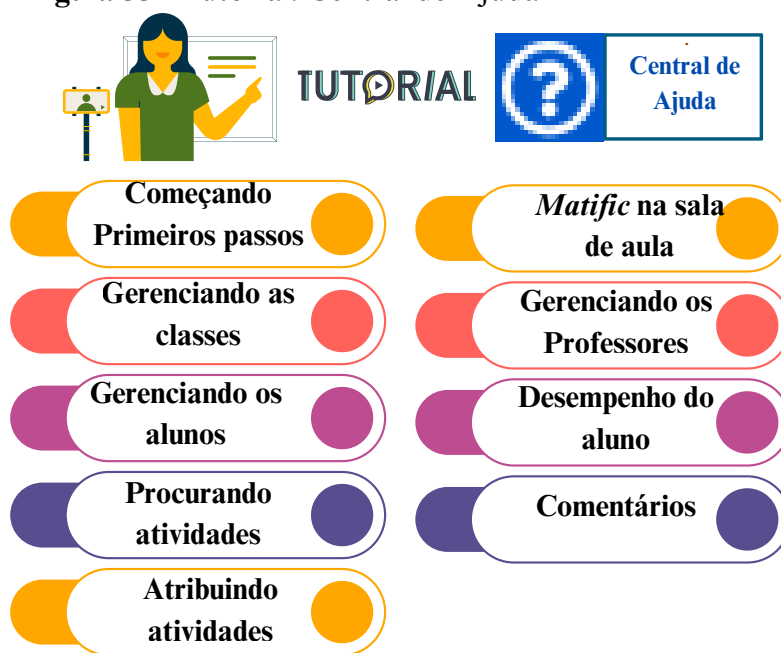 TUTORIAL
Central de
Ajuda
Começando
Primeiros passos
Gerenciando as
classes
Gerenciando os
alunos
Procurando
atividades
Atribuindo
atividades
Matific na sala
de aula
Gerenciando os
Professores
Desempenho do
aluno
Comentários